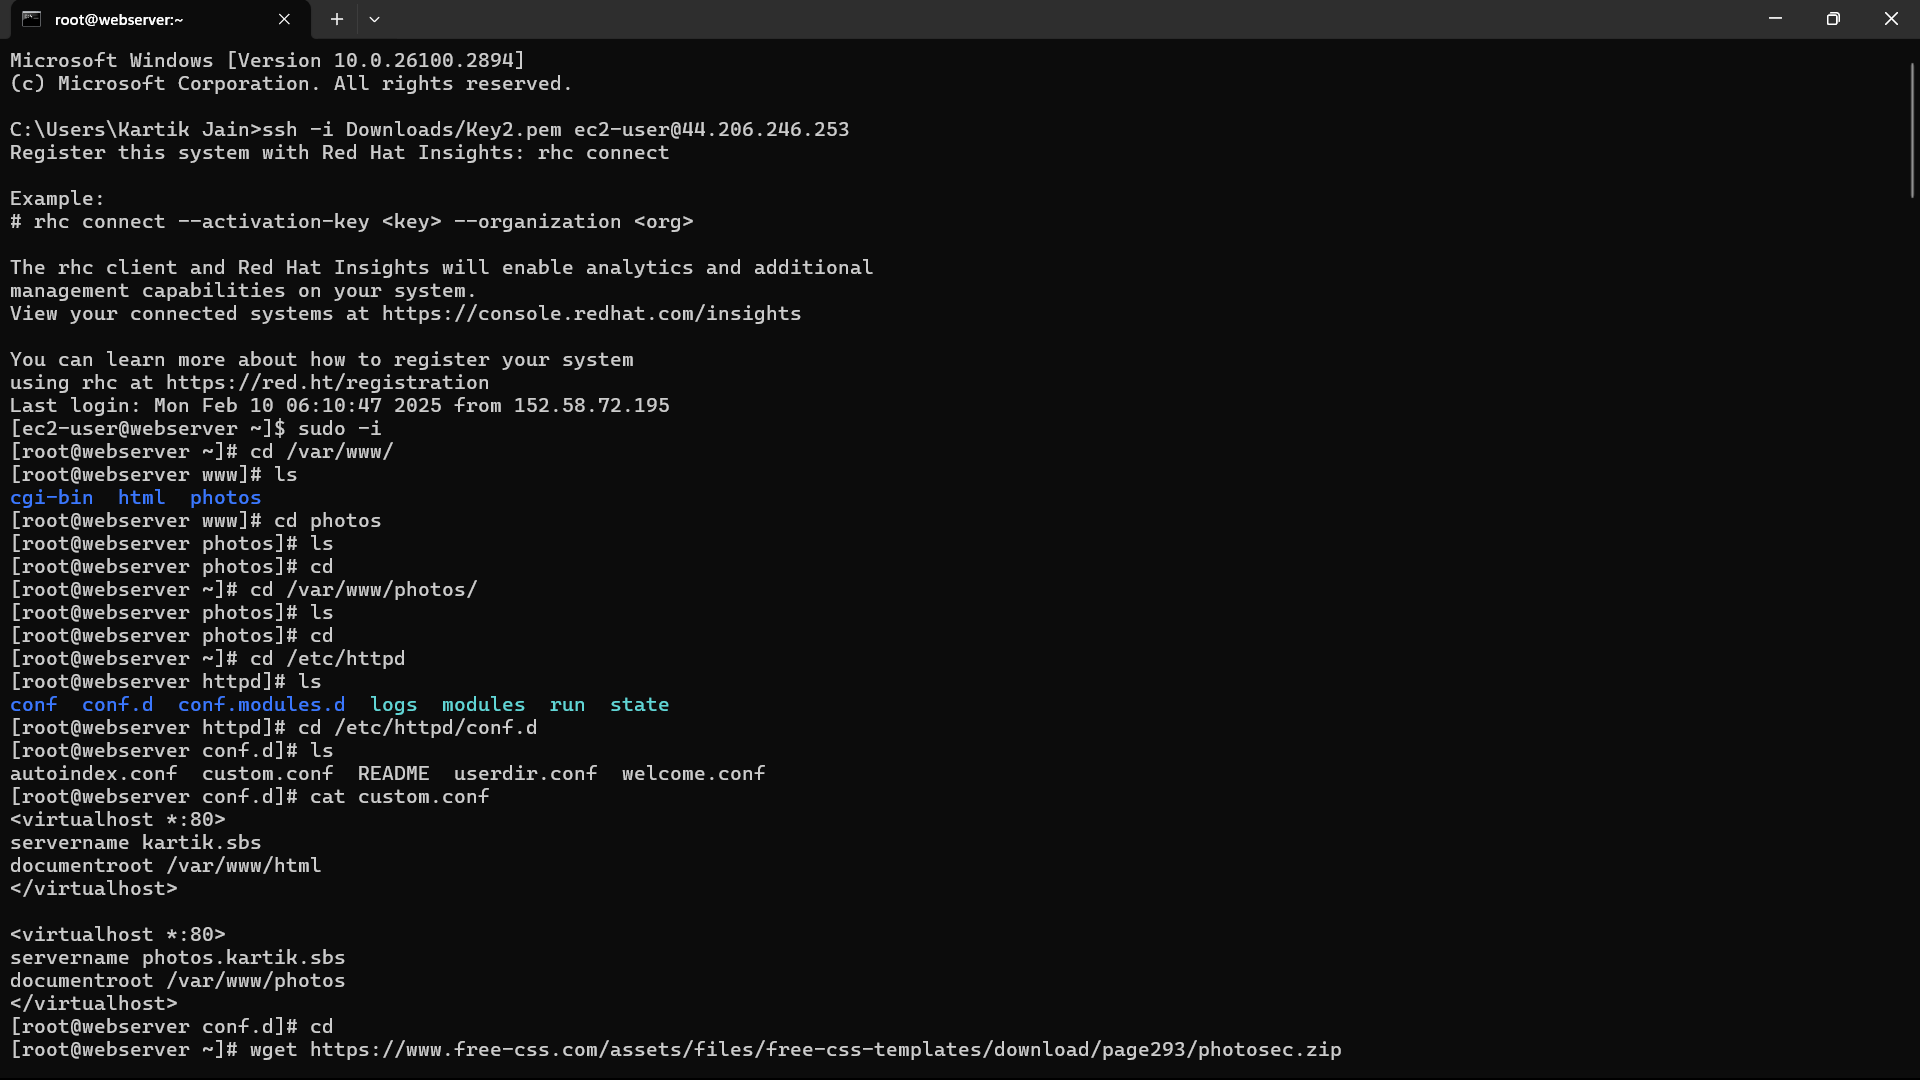 root@webserver:~
Microsoft Windows [Version 10.0.26100.2894]
(c) Microsoft Corporation. All rights reserved.
C:\Users\Kartik Jain>ssh -i Downloads/Key2.pem ec2-user@44.206.246.253
Register this system with Red Hat Insights: rhc connect
Example:
# rhc connect --activation-key <key> --organization <org>
The rhc client and Red Hat Insights will enable analytics and additional
management capabilities on your system.
View your connected systems at https://console.redhat.com/insights
You can learn more about how to register your system
using rhc at https://red.ht/registration
Last login: Mon Feb 10 06:10:47 2025 from 152.58.72.195
[ec2-user@webserver ~]$ sudo -i
[root@webserver ~]# cd /var/www/
[root@webserver www]# ls
cgi-bin  html  photos
[root@webserver www]# cd photos
[root@webserver photos]# ls
[root@webserver photos]# cd
[root@webserver ~]# cd /var/www/photos/
[root@webserver photos]# ls
[root@webserver photos]# cd
[root@webserver ~]# cd /etc/httpd
[root@webserver httpd]# ls
conf  conf.d  conf.modules.d  logs  modules  run  state
[root@webserver httpd]# cd /etc/httpd/conf.d
[root@webserver conf.d]# ls
autoindex.conf  custom.conf  README  userdir.conf  welcome.conf
[root@webserver conf.d]# cat custom.conf
<virtualhost *:80>
servername kartik.sbs
documentroot /var/www/html
</virtualhost>
<virtualhost *:80>
servername photos.kartik.sbs
documentroot /var/www/photos
</virtualhost>
[root@webserver conf.d]# cd
[root@webserver ~]# wget https://www.free-css.com/assets/files/free-css-templates/download/page293/photosec.zip